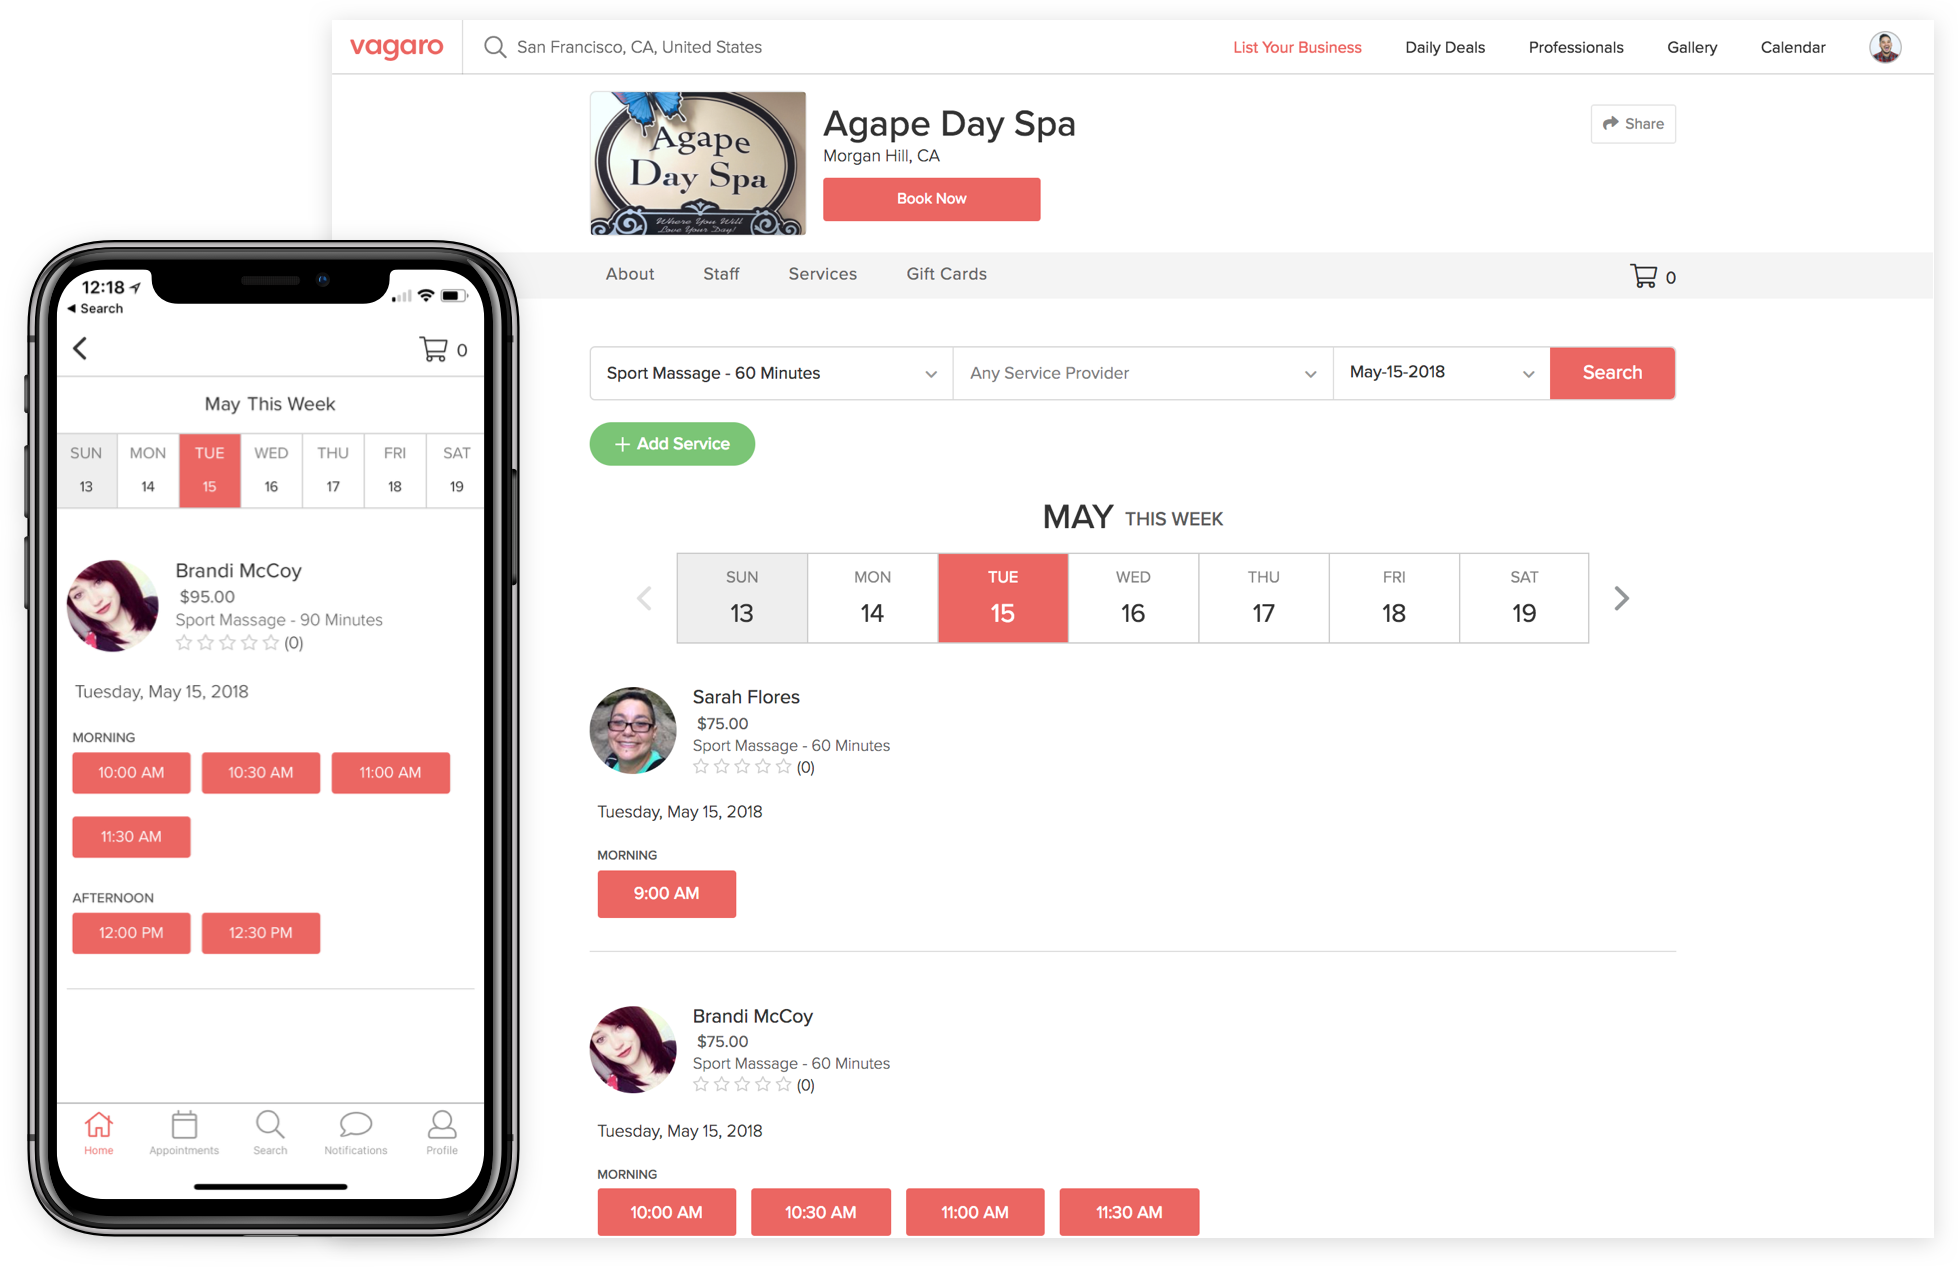 vagaro
San Francisco, CA, United States
List Your Business
Daily Deals
Professionals
Gallery
Calendar
Agape
Day Spa
Where You Will
Love Your Day!
Agape Day Spa
Morgan Hill, CA
Book Now
Share
About
Staff
Services
Gift Cards
0
Sport Massage - 60 Minutes
Any Service Provider
May-15-2018
Search
+ Add Service
MAY THIS WEEK
SUN MON TUE WED THU FRI SAT
13 14 15 16 17 18 19
Sarah Flores
$75.00
Sport Massage - 60 Minutes
(0)
Tuesday, May 15, 2018
MORNING
9:00 AM
Brandi McCoy
$75.00
Sport Massage - 60 Minutes
(0)
Tuesday, May 15, 2018
MORNING
10:00 AM 10:30 AM 11:00 AM 11:30 AM
12:18
Search
0
May This Week
SUN MON TUE WED THU FRI SAT
13 14 15 16 17 18 19
Brandi McCoy
$95.00
Sport Massage - 90 Minutes
(0)
Tuesday, May 15, 2018
MORNING
10:00 AM 10:30 AM 11:00 AM
11:30 AM
AFTERNOON
12:00 PM 12:30 PM
Home Appointments Search Notifications Profile